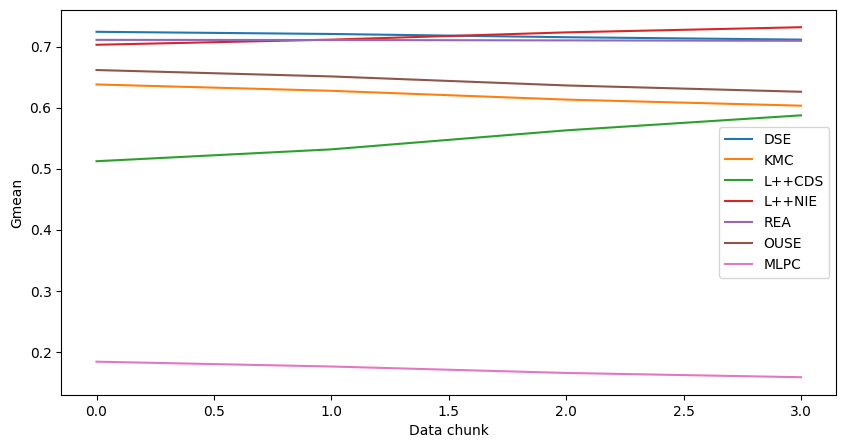 0.7
0.6
0.5
0.4
0.3
0.2
Gmean
0.0
0.5
1.0
1.5
2.0
2.5
3.0
Data chunk
DSE
KMC
L++CDS
L++NIE
REA
OUSE
MLPC